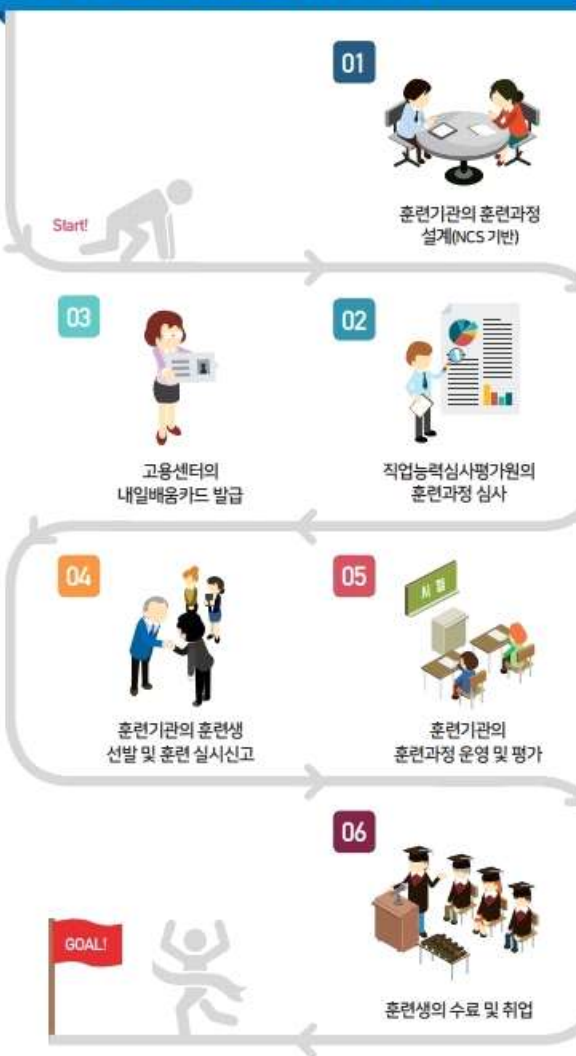 01
훈련기관의 훈련과정
설계(NCS 기반)
Start!
02
직업능력심사평가원의
훈련과정 심사
03
고용센터의
내일배움카드 발급
04
훈련기관의 훈련생
선발 및 훈련 실시신고
05
훈련기관의
훈련과정 운영 및 평가
06
훈련생의 수료 및 취업
GOAL!